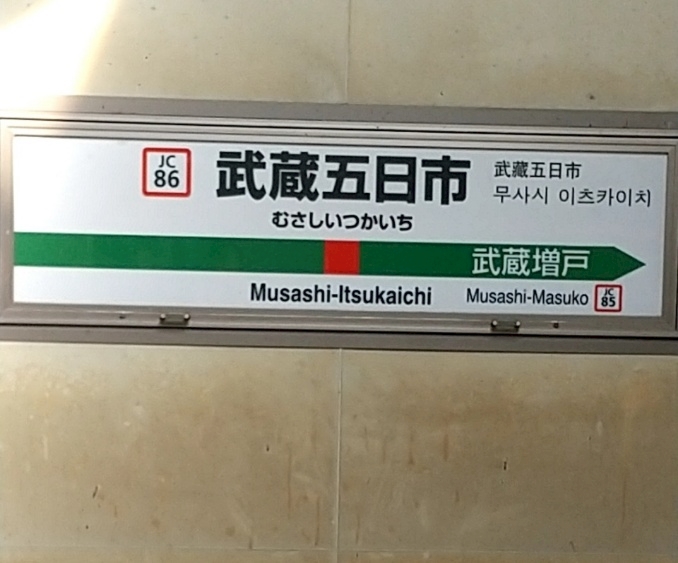 JC
86
武蔵五日市
むさしいつかいち
武藏五日市
무사시 이츠카이치
武蔵増戸
Musashi-Itsukaichi
Musashi-Masuko
JC
85